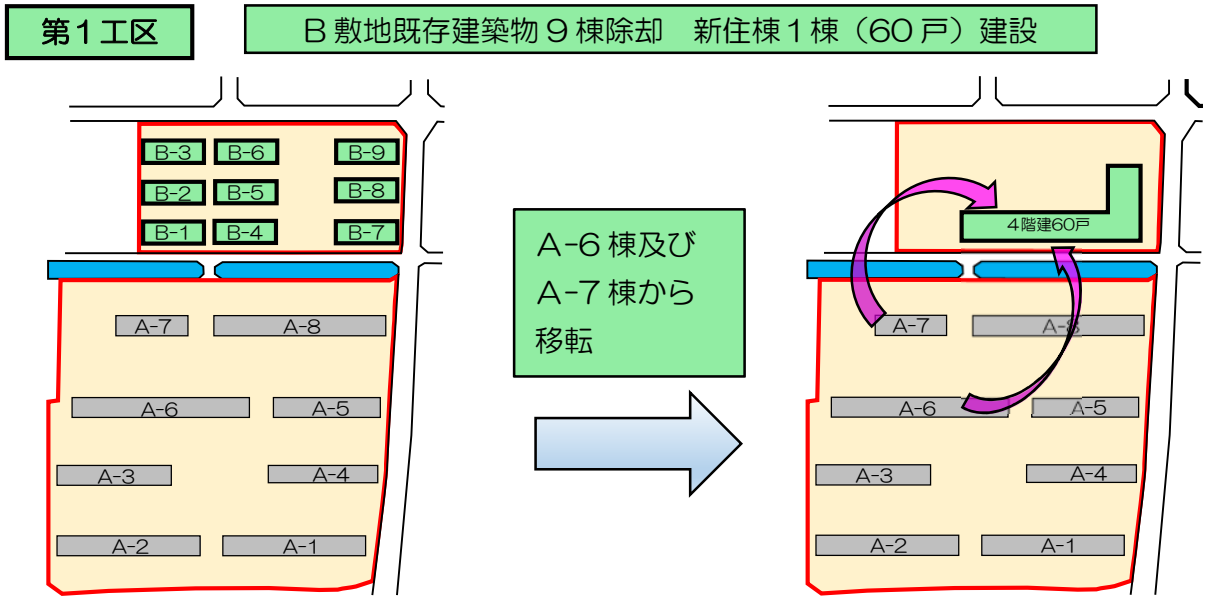 第1工区
B敷地既存建築物9棟除却　新住棟1棟（60戸）建設
B-3 B-6 B-9
B-2 B-5 B-8
B-1 B-4 B-7
A-7 A-8
A-6 A-5
A-3 A-4
A-2 A-1
A-6棟及び
A-7棟から
移転
4階建60戸
A-7 A-8
A-6 A-5
A-3 A-4
A-2 A-1